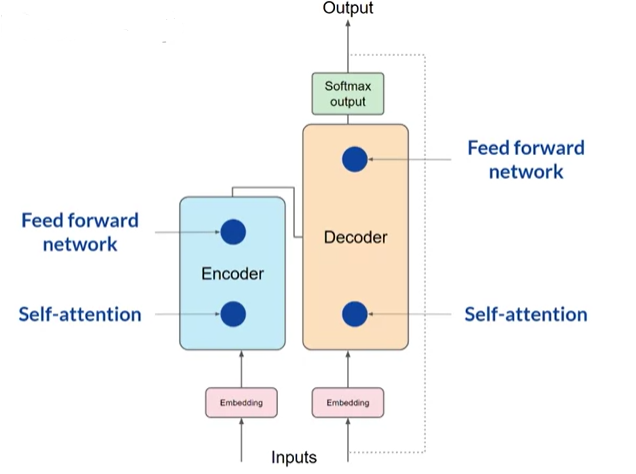 Output
Softmax
output
Feed forward
network
Feed forward
network
Decoder
Encoder
Self-attention
Self-attention
Embedding
Embedding
Inputs